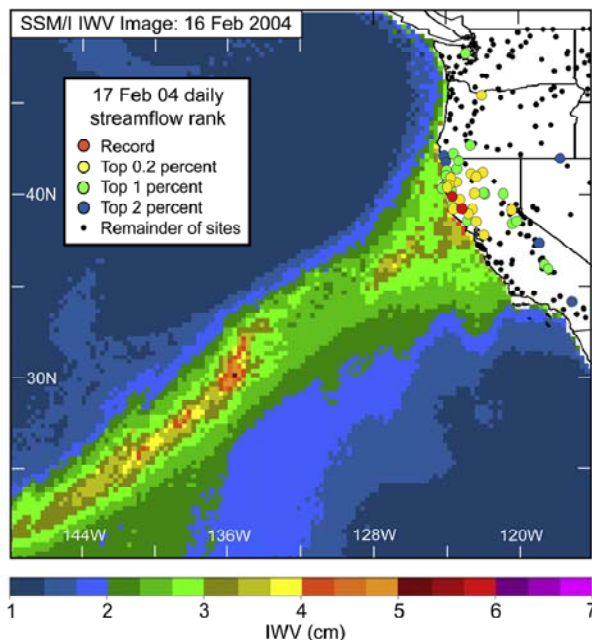 SSM/I IWV Image: 16 Feb 2004
17 Feb 04 daily
streamflow rank
Record
Top 0.2 percent
Top 1 percent
Top 2 percent
Remainder of sites
40N
30N
144W 136W 128W 120W
1 2 3 4 5 6 7
IWV (cm)